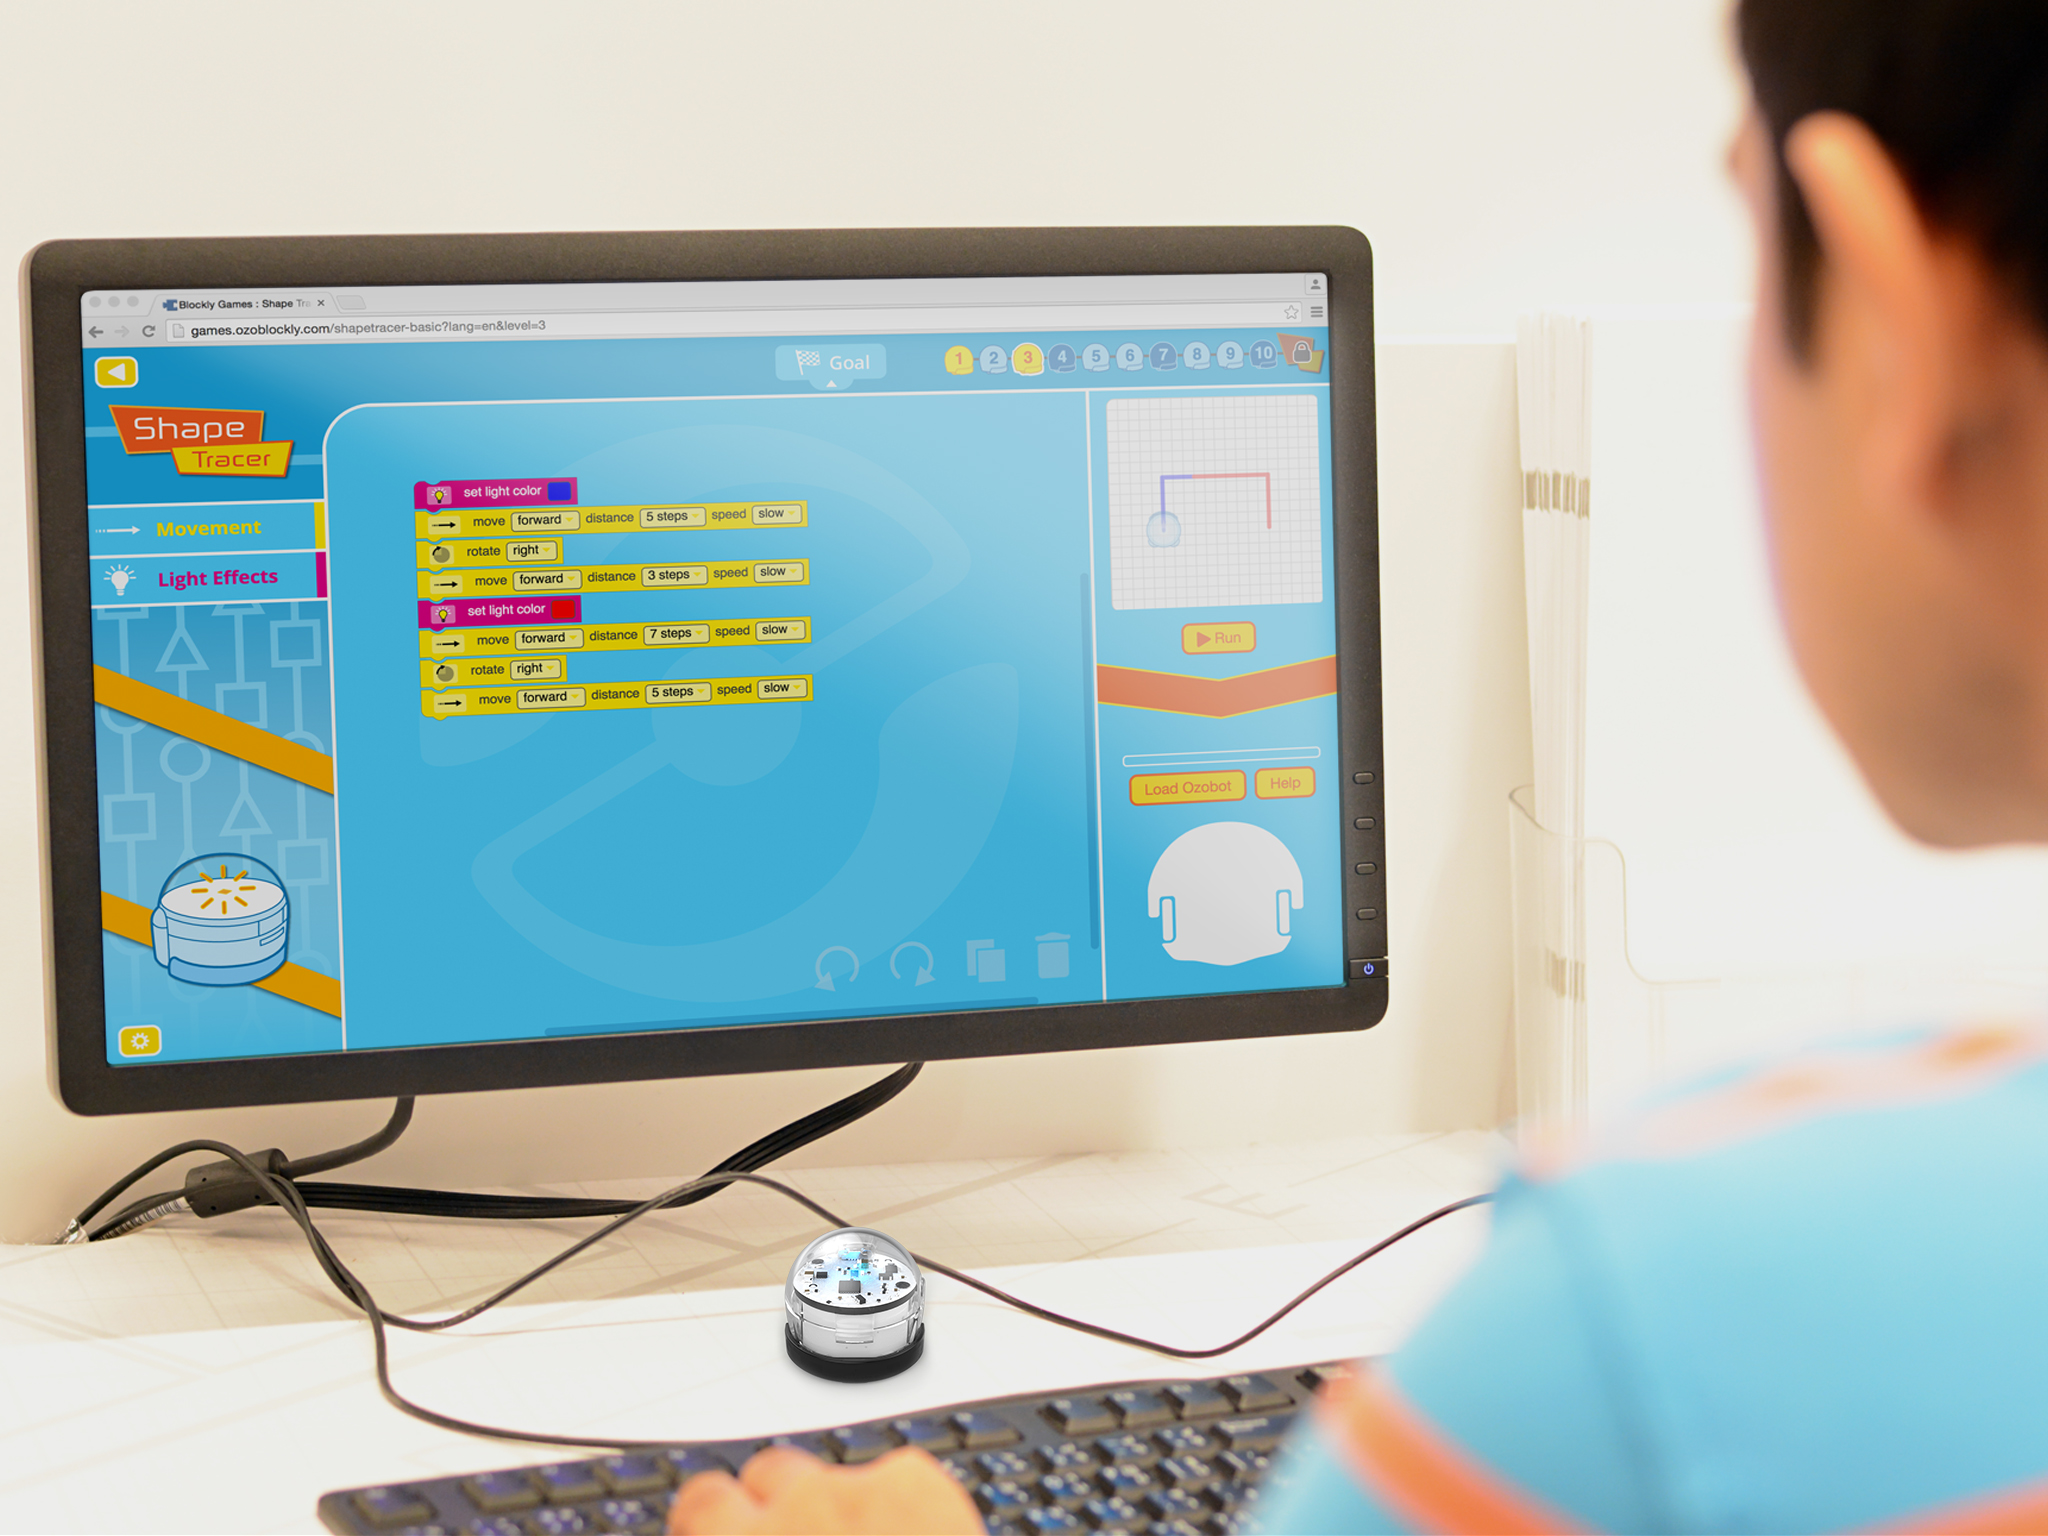 Blockly Games : Shape Tra
games.ozoblockly.com/shapetracer-basic?lang=en&level=3
Goal
1 2 3 4 5 6 7 8 9 10
Shape
Tracer
Movement
Light Effects
set light color
move forward distance 5 steps speed slow
rotate right
move forward distance 3 steps speed slow
set light color
move forward distance 7 steps speed slow
rotate right
move forward distance 5 steps speed slow
Run
Load Ozobot Help